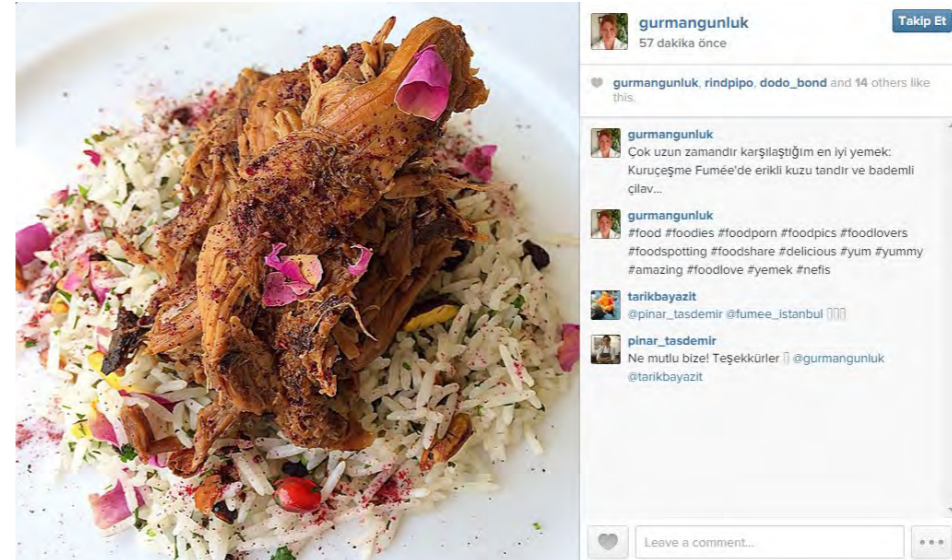 gurmangunluk
Takip Et
57 dakika önce
gurmangunluk, rindpipo, dodo_bond and 14 others like
this.
gurmangunluk
Çok uzun zamandır karşılaştığım en iyi yemek:
Kuruçeşme Fumée'de erikli kuzu tandır ve bademli
çilav...
gurmangunluk
#food #foodies #foodporn #foodpics #foodlovers
#foodspotting #foodshare #delicious #yum #yummy
#amazing #foodlove #yemek #nefis
tarikbayazit
@pinar_tasdemir @fumee_istanbul
pinar_tasdemir
Ne mutlu bize! Teşekkürler @gurmangunluk
@tarikbayazit
Leave a comment...